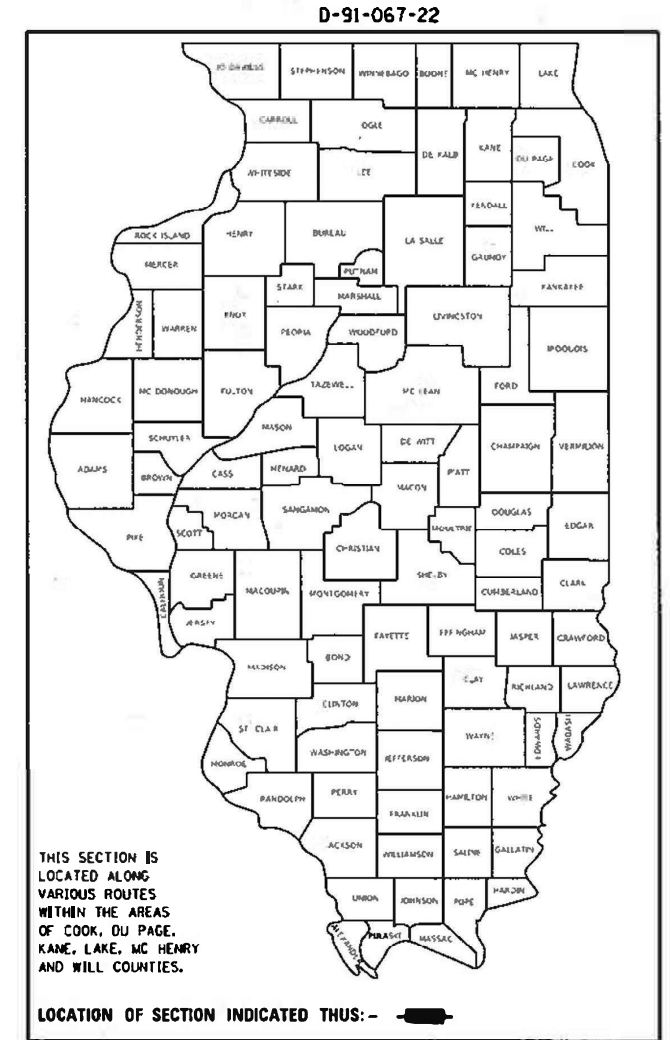 D-91-067-22
JO DAVIESS STEPHENSON WINNEBAGO BOONE MC HENRY LAKE
CARROLL OGLE DE KALB KANE DU PAGE COOK
WHITESIDE LEE KENDALL WILL
ROCK ISLAND HENRY BUREAU LA SALLE GRUNDY
MERCER PUTNAM KANKAKEE
STARK MARSHALL
HENDERSON WARREN KNOX PEORIA WOODFORD LIVINGSTON IROQUOIS
HANCOCK MC DONOUGH FULTON TAZEWELL MC LEAN FORD
SCHUYLER MASON LOGAN DE WITT CHAMPAIGN VERMILION
ADAMS BROWN CASS MENARD MACON PIATT
PIKE SCOTT MORGAN SANGAMON CHRISTIAN MOULTRIE DOUGLAS EDGAR
COLES
CALHOUN GREENE MACOUPIN MONTGOMERY SHELBY CUMBERLAND CLARK
JERSEY FAYETTE EFFINGHAM JASPER CRAWFORD
MADISON BOND CLAY RICHLAND LAWRENCE
CLINTON MARION
ST. CLAIR WAYNE EDWARDS WABASH
MONROE WASHINGTON JEFFERSON
RANDOLPH PERRY HAMILTON WHITE
FRANKLIN
JACKSON WILLIAMSON SALINE GALLATIN
UNION JOHNSON POPE HARDIN
ALEXANDER PULASKI MASSAC
THIS SECTION IS
LOCATED ALONG
VARIOUS ROUTES
WITHIN THE AREAS
OF COOK, DU PAGE,
KANE, LAKE, MC HENRY
AND WILL COUNTIES.
LOCATION OF SECTION INDICATED THUS:-